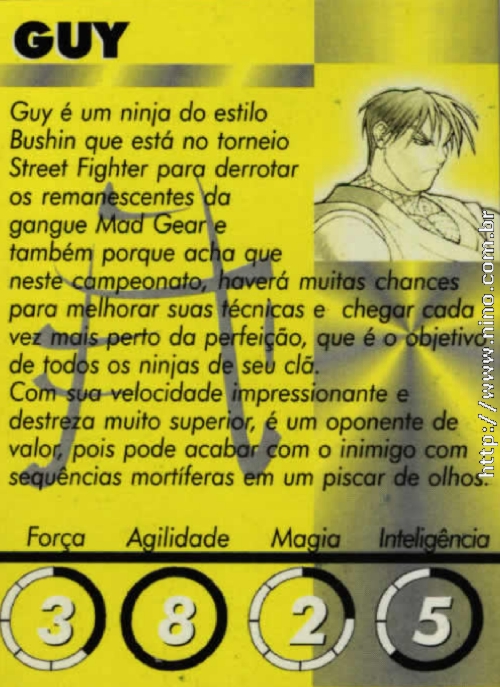 GUY
Guy é um ninja do estilo
Bushin que está no torneio
Street Fighter para derrotar
os remanescentes da
gangue Mad Gear e
também porque acha que
neste campeonato, haverá muitas chances
para melhorar suas técnicas e chegar cada
vez mais perto da perfeição, que é o objetivo
de todos os ninjas de seu clã.
Com sua velocidade impressionante e
destreza muito superior, é um oponente de
valor, pois pode acabar com o inimigo com
seqüências mortíferas em um piscar de olhos.
Força Agilidade Magia Inteligência
3 8 2 5
http://www.nino.com.br
武